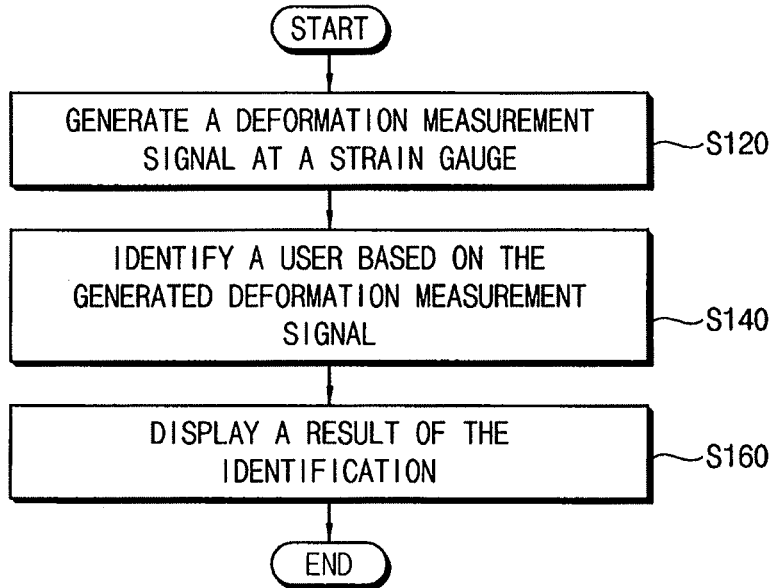 START
GENERATE A DEFORMATION MEASUREMENT
SIGNAL AT A STRAIN GAUGE
S120
IDENTIFY A USER BASED ON THE
GENERATED DEFORMATION MEASUREMENT
SIGNAL
S140
DISPLAY A RESULT OF THE
IDENTIFICATION
S160
END